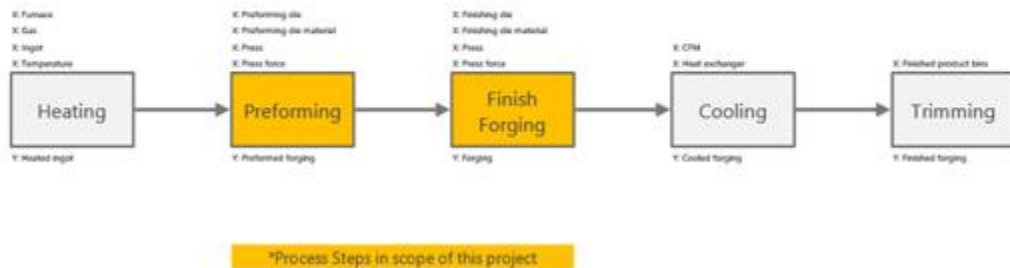 X: Furnace
X: Gas
X: Ingot
X: Temperature
Heating
Y: Heated ingot
X: Preforming die
X: Preforming die material
X: Press
X: Press force
Preforming
Y: Preformed forging
X: Finishing die
X: Finishing die material
X: Press
X: Press force
Finish
Forging
Y: Forging
X: CFM
X: Heat exchanger
Cooling
Y: Cooled forging
X: Finished product bins
Trimming
Y: Finished forging
*Process Steps in scope of this project